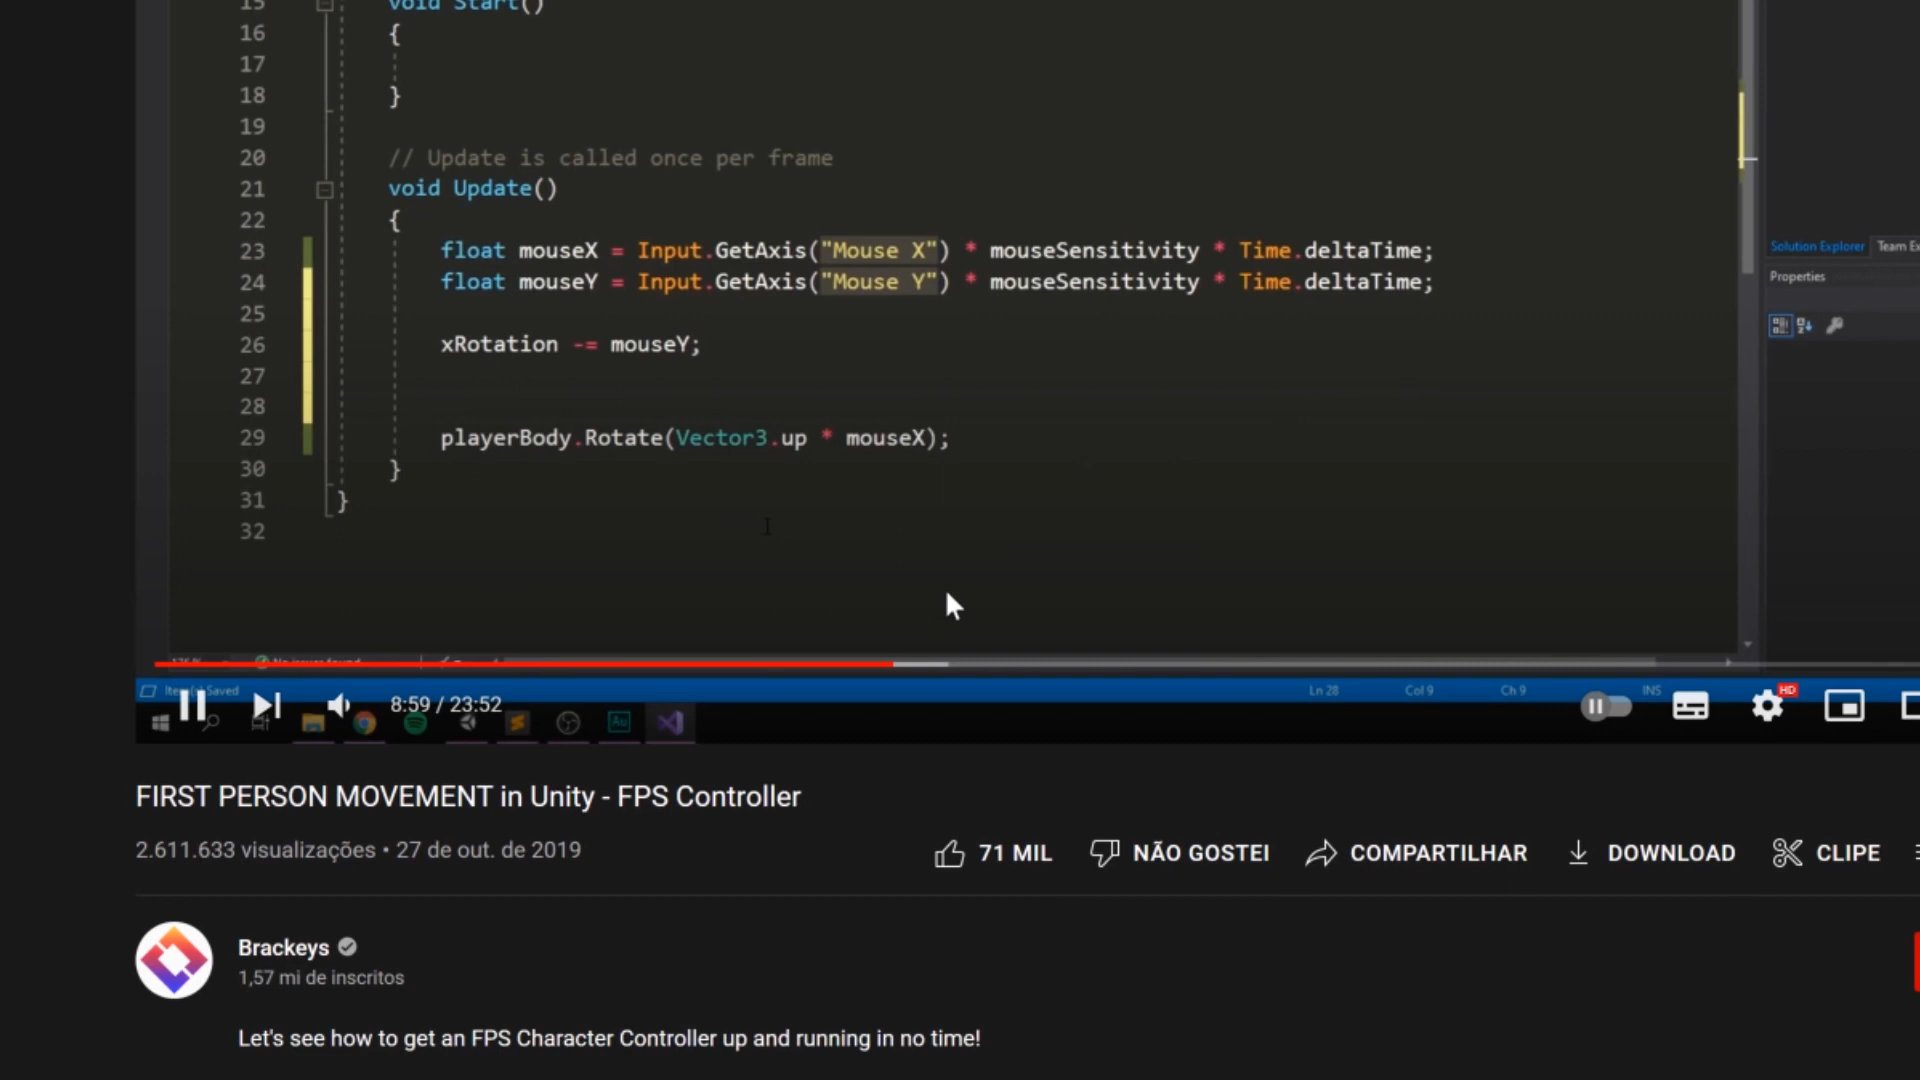 15 void Start()
16 {
17
18 }
19
20 // Update is called once per frame
21 void Update()
22 {
23 float mouseX = Input.GetAxis("Mouse X") * mouseSensitivity * Time.deltaTime;
24 float mouseY = Input.GetAxis("Mouse Y") * mouseSensitivity * Time.deltaTime;
25
26 xRotation -= mouseY;
27
28
29 playerBody.Rotate(Vector3.up * mouseX);
30 }
31 }
32
Solution Explorer Team Ex
Properties
Saved Ln 28 Col 9 Ch 9 INS
8:59 / 23:52 HD
Au
FIRST PERSON MOVEMENT in Unity - FPS Controller
2.611.633 visualizações • 27 de out. de 2019 71 MIL NÃO GOSTEI COMPARTILHAR DOWNLOAD CLIPE
Brackeys
1,57 mi de inscritos
Let's see how to get an FPS Character Controller up and running in no time!